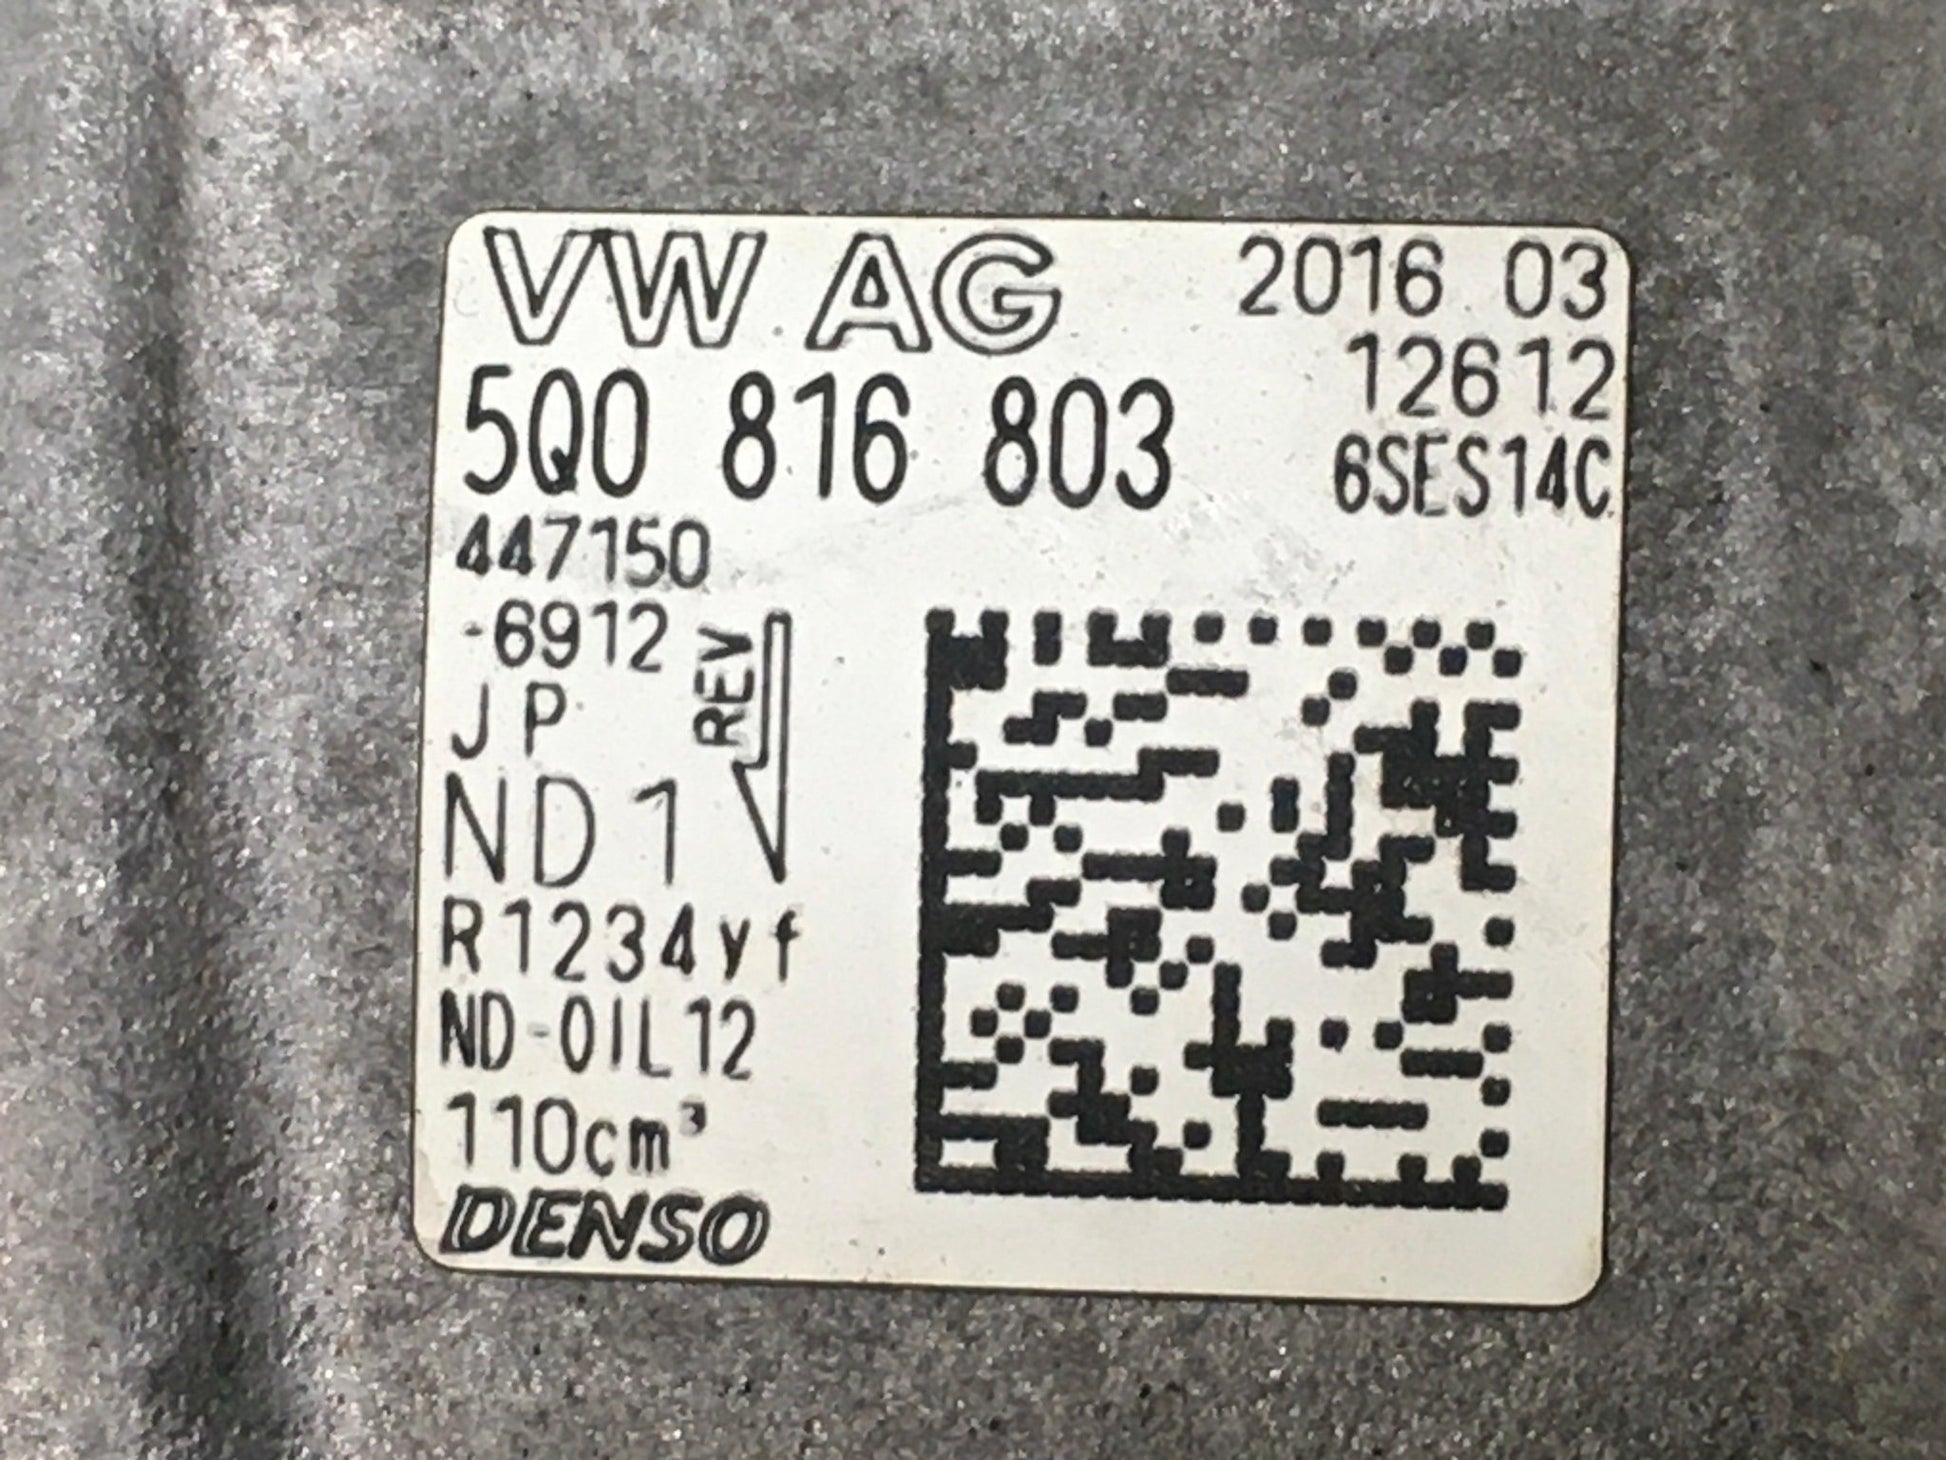 VW AG 2016 03
12612
5Q0 816 803 6SES14C
447150
-6912
REV
JP
ND1
R1234yf
ND-OIL12
110cm³
DENSO